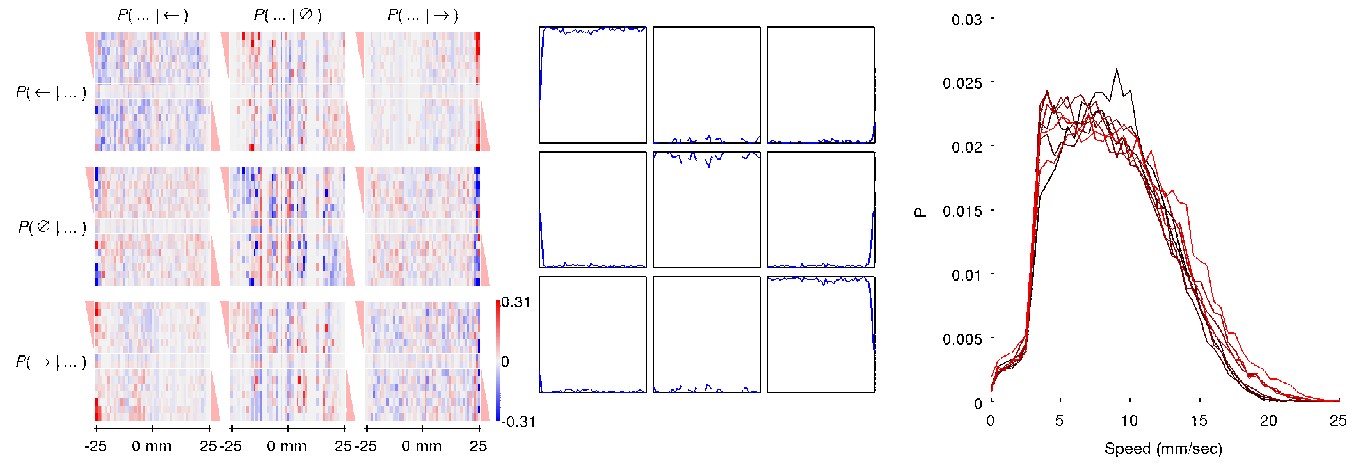 P( ... | ← ) P( ... | ∅ ) P( ... | → )
P( ← | ... )
P( ∅ | ... )
P( → | ... )
0.31
0
-0.31
-25 0 mm 25 -25 0 mm 25 -25 0 mm 25
0.03
0.025
0.02
0.015
0.01
0.005
0
P
0 5 10 15 20 25
Speed (mm/sec)